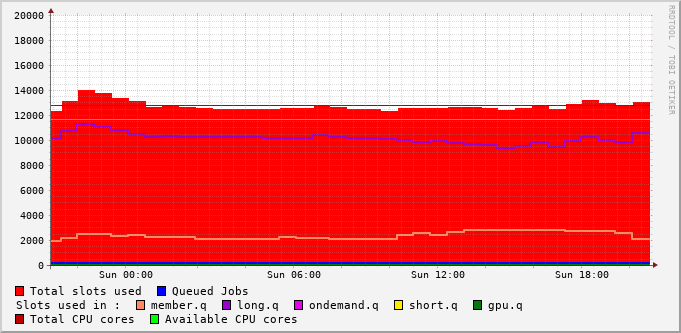 20000
18000
16000
14000
12000
10000
8000
6000
4000
2000
0
Sun 00:00 Sun 06:00 Sun 12:00 Sun 18:00
Total slots used Queued Jobs
Slots used in : member.q long.q ondemand.q short.q gpu.q
Total CPU cores Available CPU cores
RRDTOOL / TOBI OETIKER